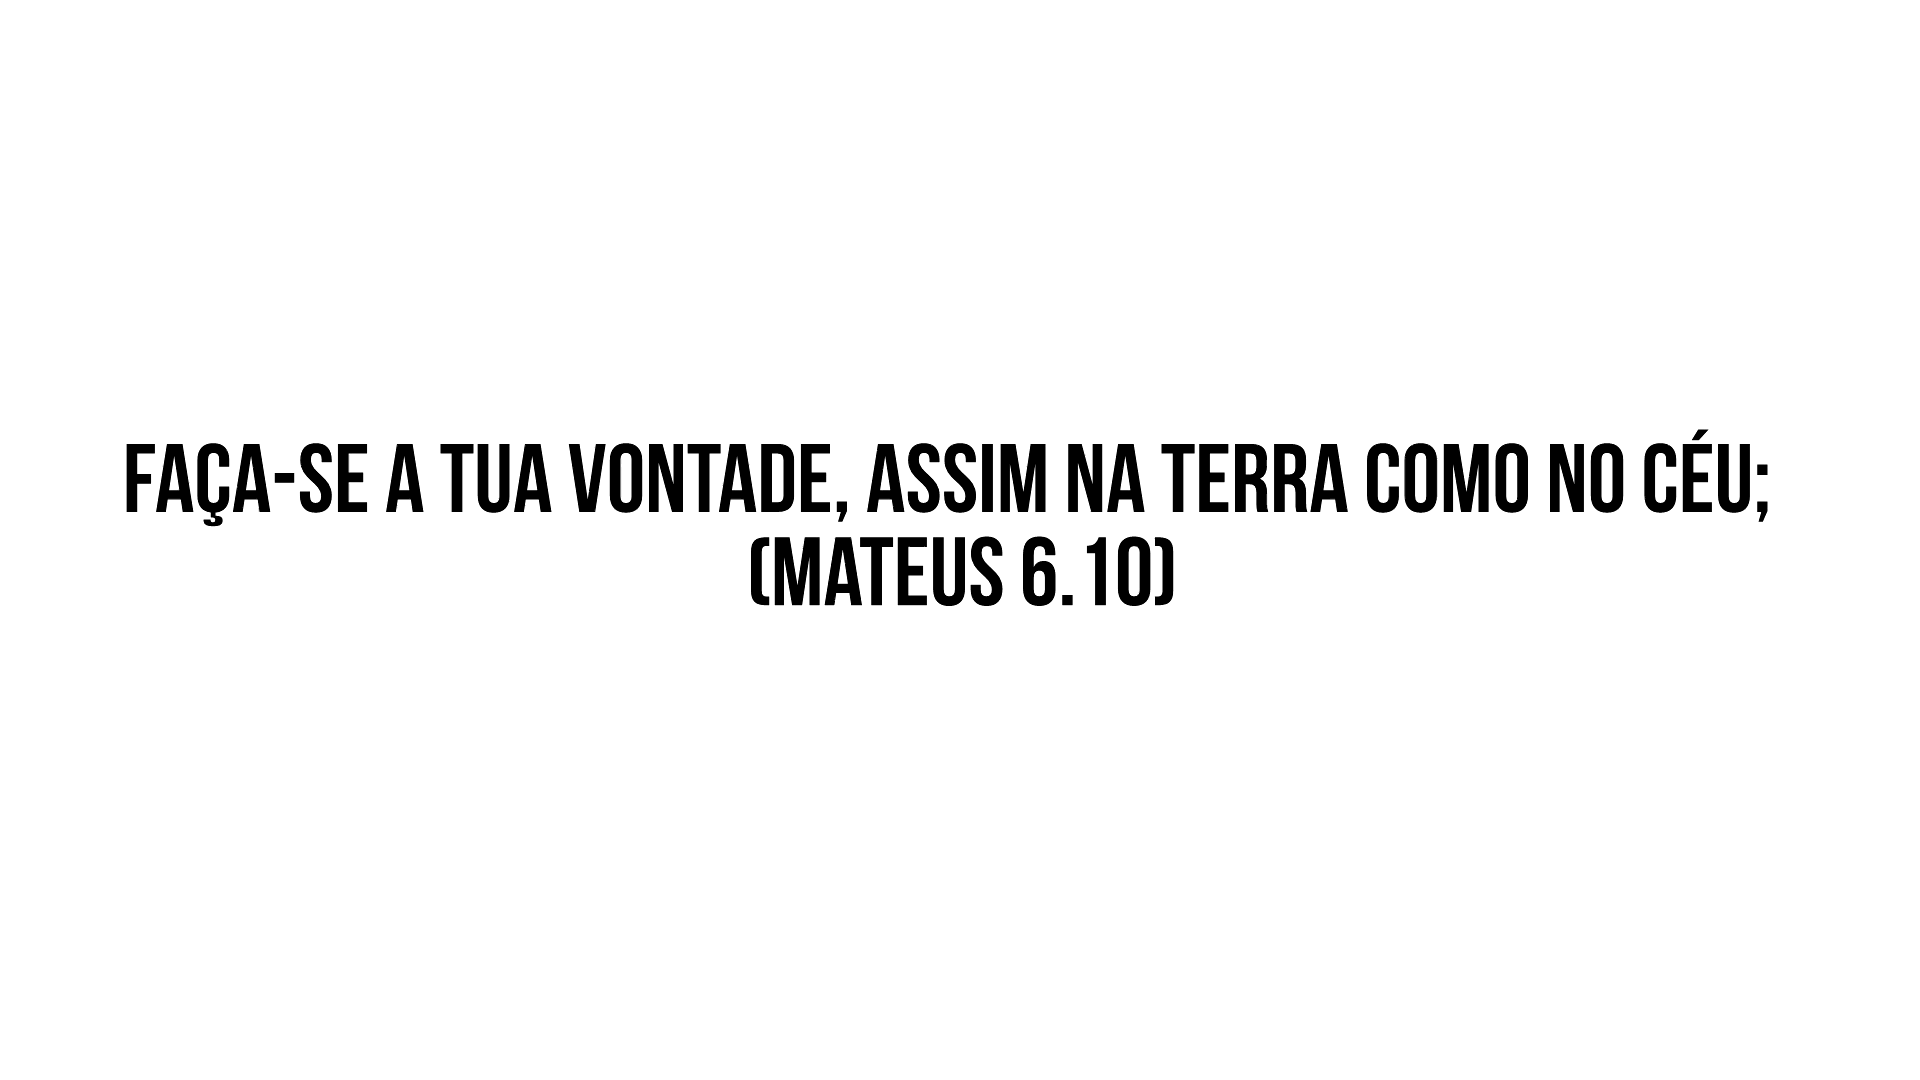 FAÇA-SE A TUA VONTADE, ASSIM NA TERRA COMO NO CÉU;
(MATEUS 6.10)